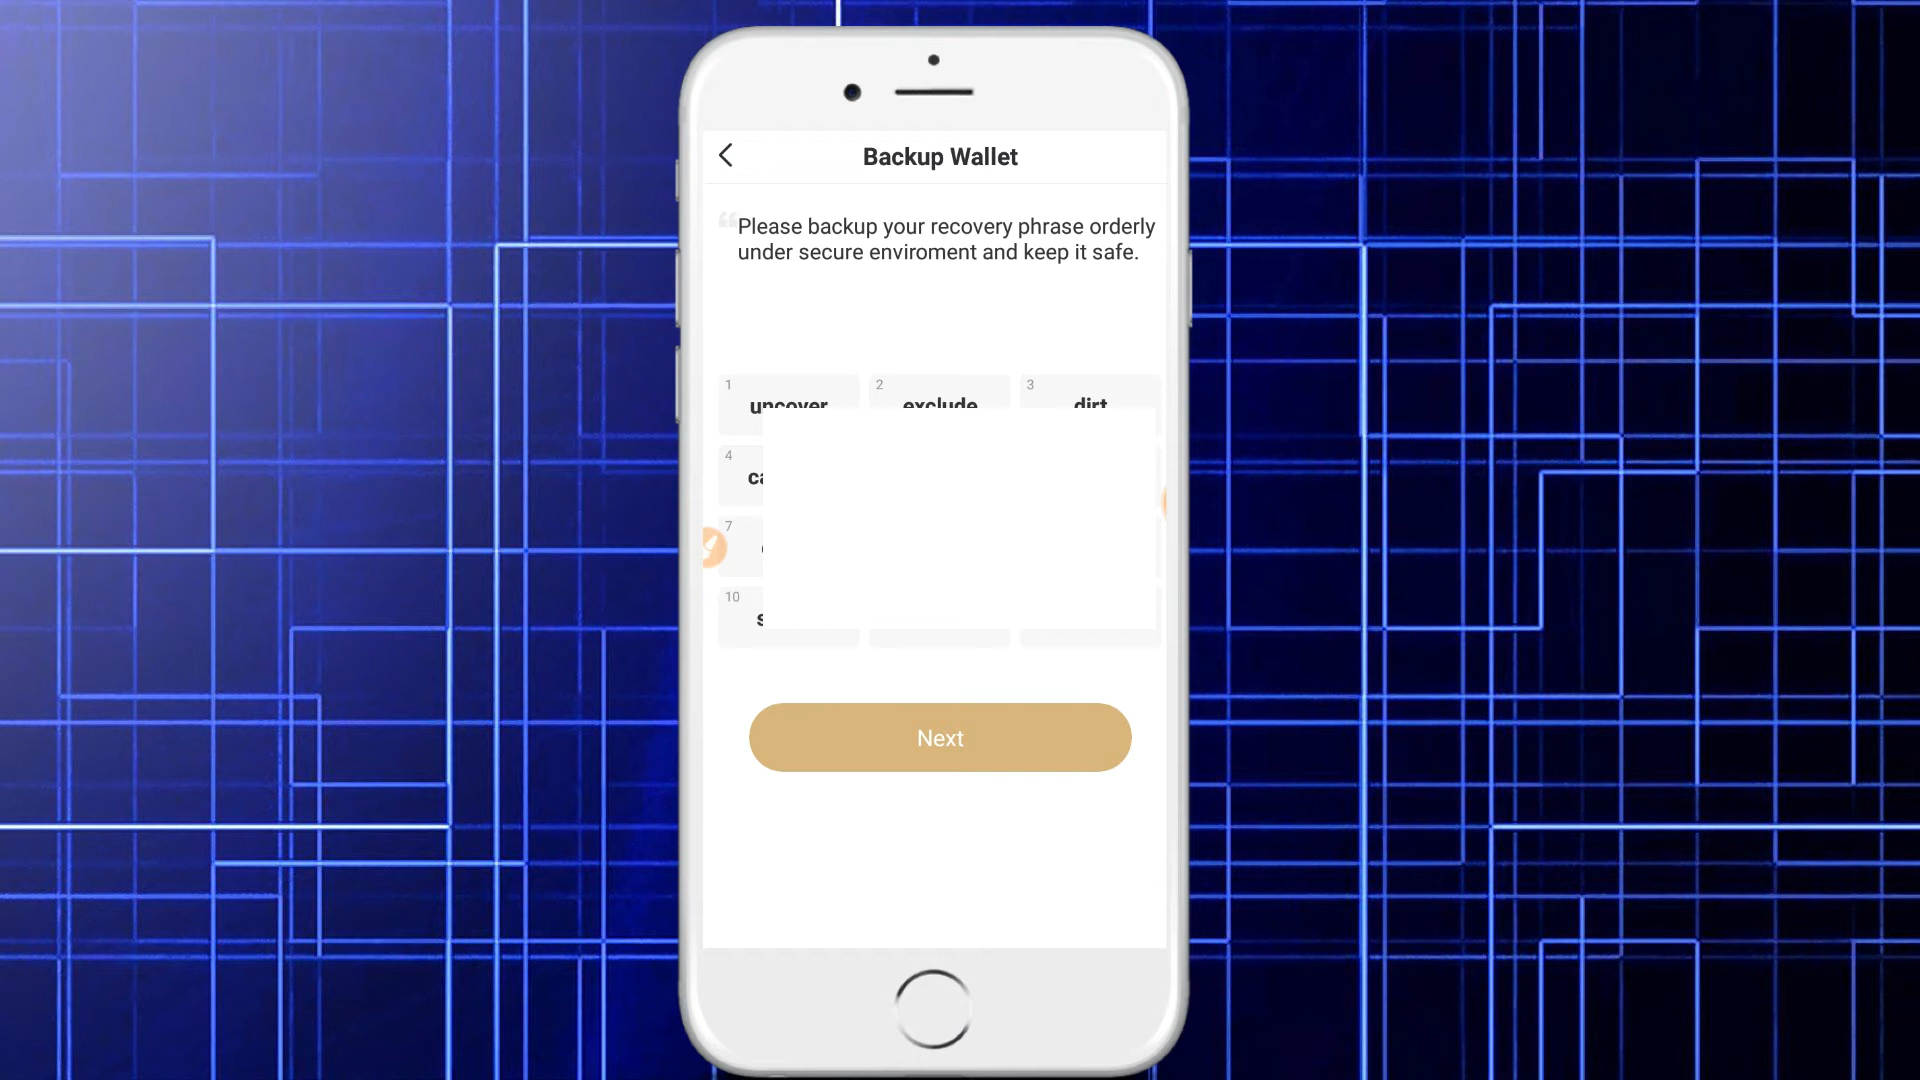 Backup Wallet
Please backup your recovery phrase orderly
under secure enviroment and keep it safe.
1 2 3
uncover exclude dirt
4
7
10
Next